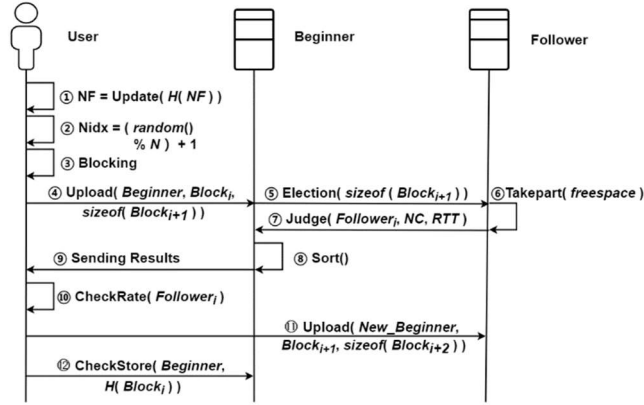 User
Beginner
Follower
① NF = Update( H( NF ) )
② Nidx = ( random()
% N ) + 1
③ Blocking
④ Upload( Beginner, Blockᵢ,
sizeof( Blockᵢ₊₁ ) )
⑤ Election( sizeof ( Blockᵢ₊₁ ) )
⑥ Takepart( freespace )
⑦ Judge( Followerᵢ, NC, RTT )
⑧ Sort()
⑨ Sending Results
⑩ CheckRate( Followerᵢ )
⑪ Upload( New_Beginner,
Blockᵢ₊₁, sizeof( Blockᵢ₊₂ ) )
⑫ CheckStore( Beginner,
H( Blockᵢ ) )